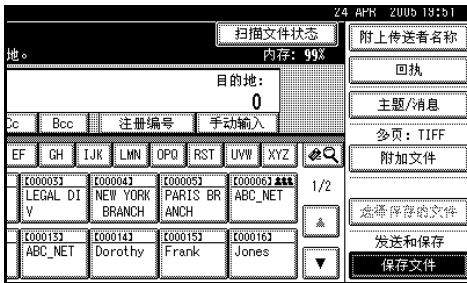 24 APR 2005 19:51
扫描文件状态
附上传送者名称
地。
内存: 99%
回执
目的地:
0
主题/消息
Cc
Bcc
注册编号
手动输入
多页: TIFF
EF GH IJK LMN OPQ RST UVW XYZ
附加文件
[00003]
LEGAL DI
V
[00004]
NEW YORK
BRANCH
[00005]
PARIS BR
ANCH
[00006]
ABC_NET
1/2
选择保存的文件
发送和保存
[00013]
ABC_NET
[00014]
Dorothy
[00015]
Frank
[00016]
Jones
保存文件